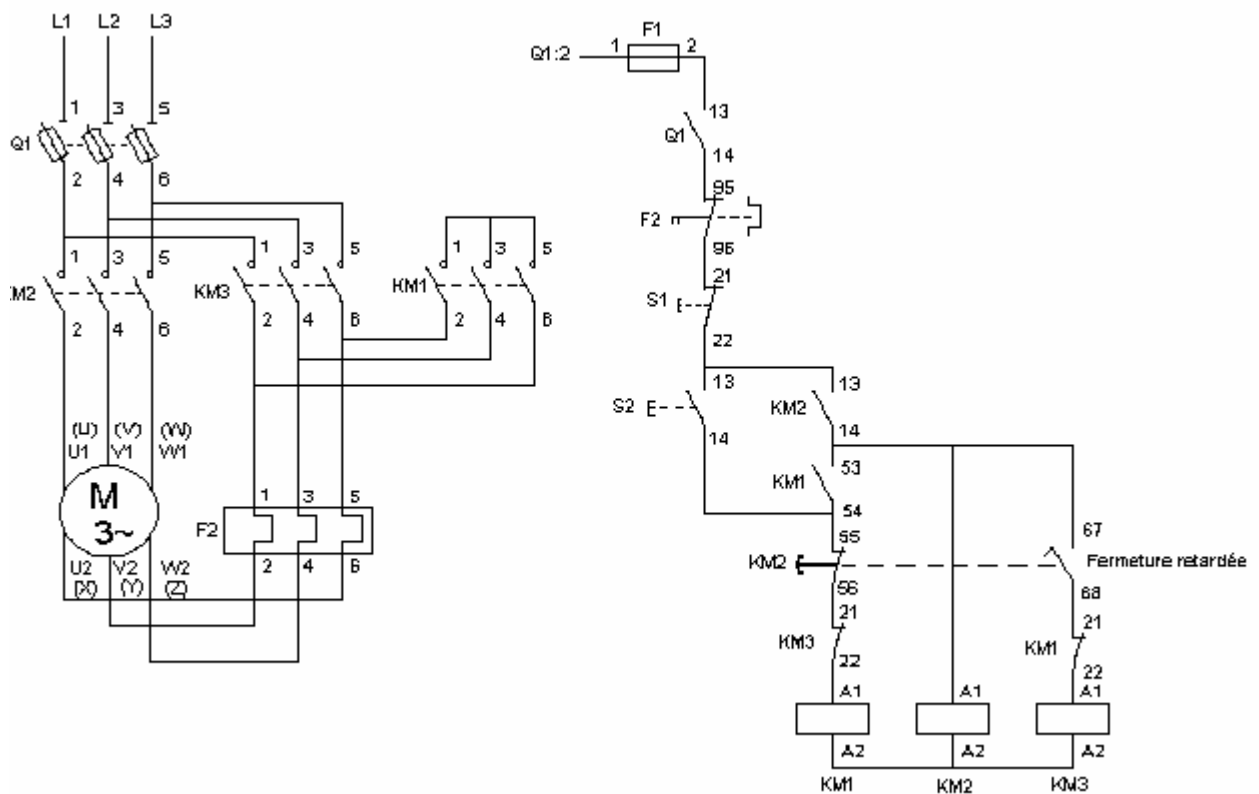 L1 L2 L3
1 3 5
Q1
2 4 6
1 3 5
KM2
2 4 6
1 3 5
KM3
2 4 6
1 3 5
KM1
2 4 6
(U) (V) (W)
U1 V1 W1
M
3~
U2 V2 W2
(X) (Y) (Z)
1 3 5
F2
2 4 6
F1
Q1:2 1 2
13
Q1
14
95
F2
96
21
S1
22
13
S2
14
13
KM2
14
53
KM1
54
55
KM2
56
67
Fermeture retardée
68
21
KM3
22
21
KM1
22
A1 A1 A1
A2 A2 A2
KM1 KM2 KM3